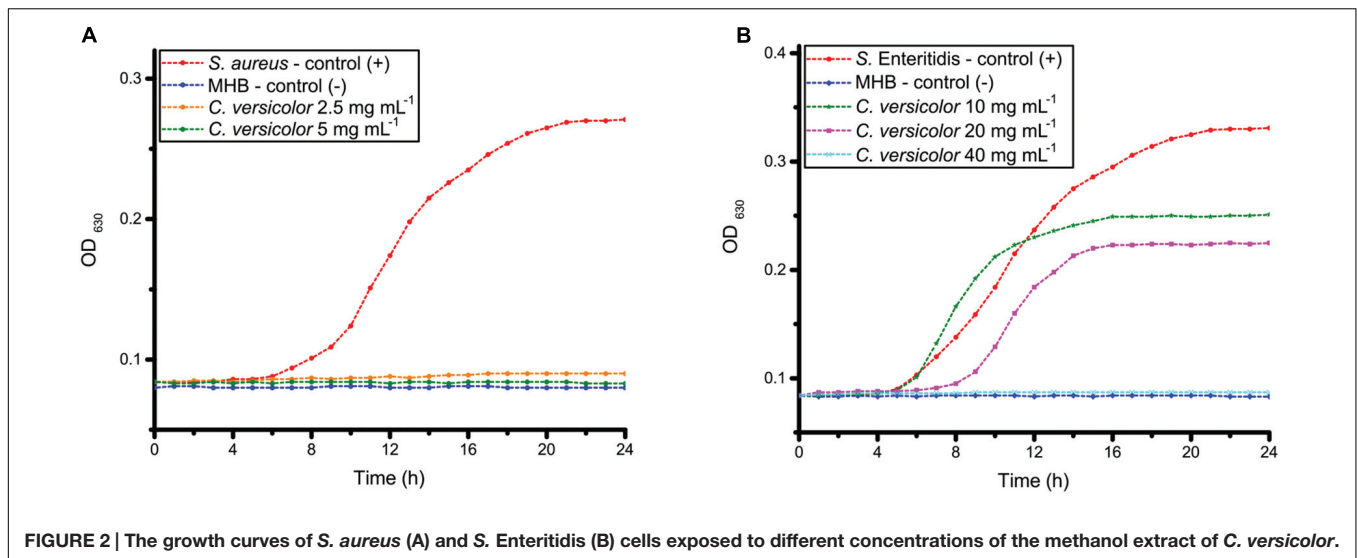 A
S. aureus - control (+)
MHB - control (-)
C. versicolor 2.5 mg mL-1
C. versicolor 5 mg mL-1
0.3
0.2
0.1
OD 630
0 4 8 12 16 20 24
Time (h)
B
S. Enteritidis - control (+)
MHB - control (-)
C. versicolor 10 mg mL-1
C. versicolor 20 mg mL-1
C. versicolor 40 mg mL-1
0.4
0.3
0.2
0.1
OD 630
0 4 8 12 16 20 24
Time (h)
FIGURE 2 | The growth curves of S. aureus (A) and S. Enteritidis (B) cells exposed to different concentrations of the methanol extract of C. versicolor.